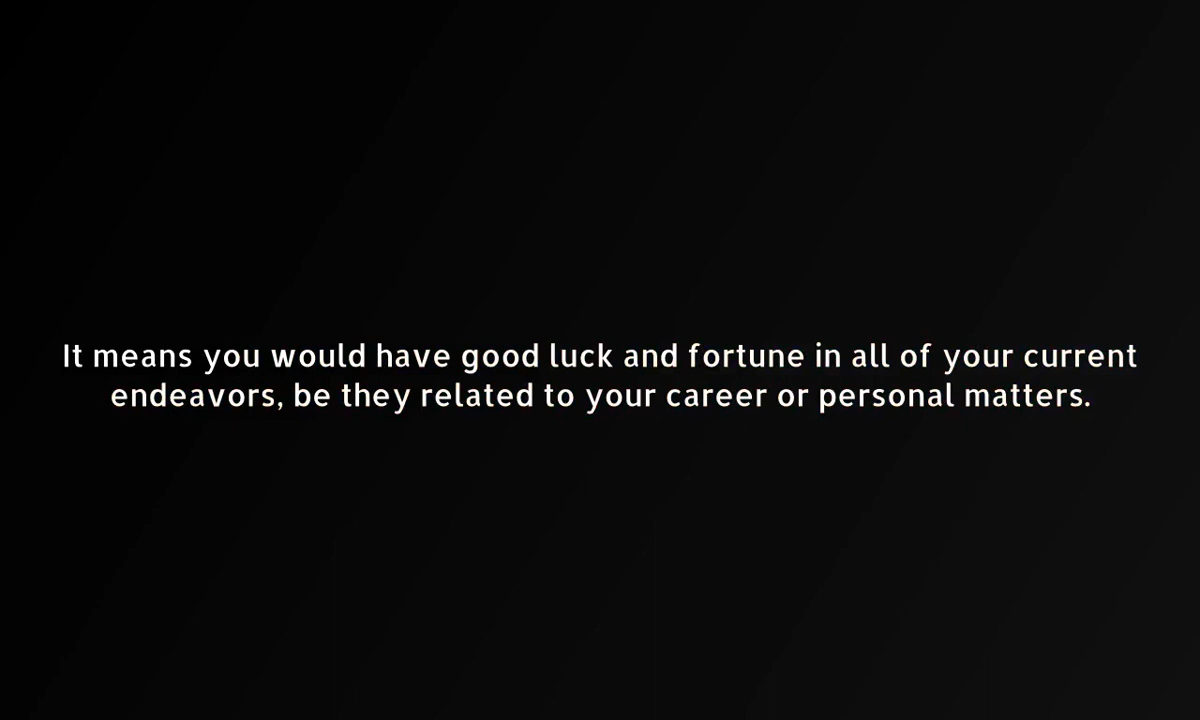 It means you would have good luck and fortune in all of your current
endeavors, be they related to your career or personal matters.